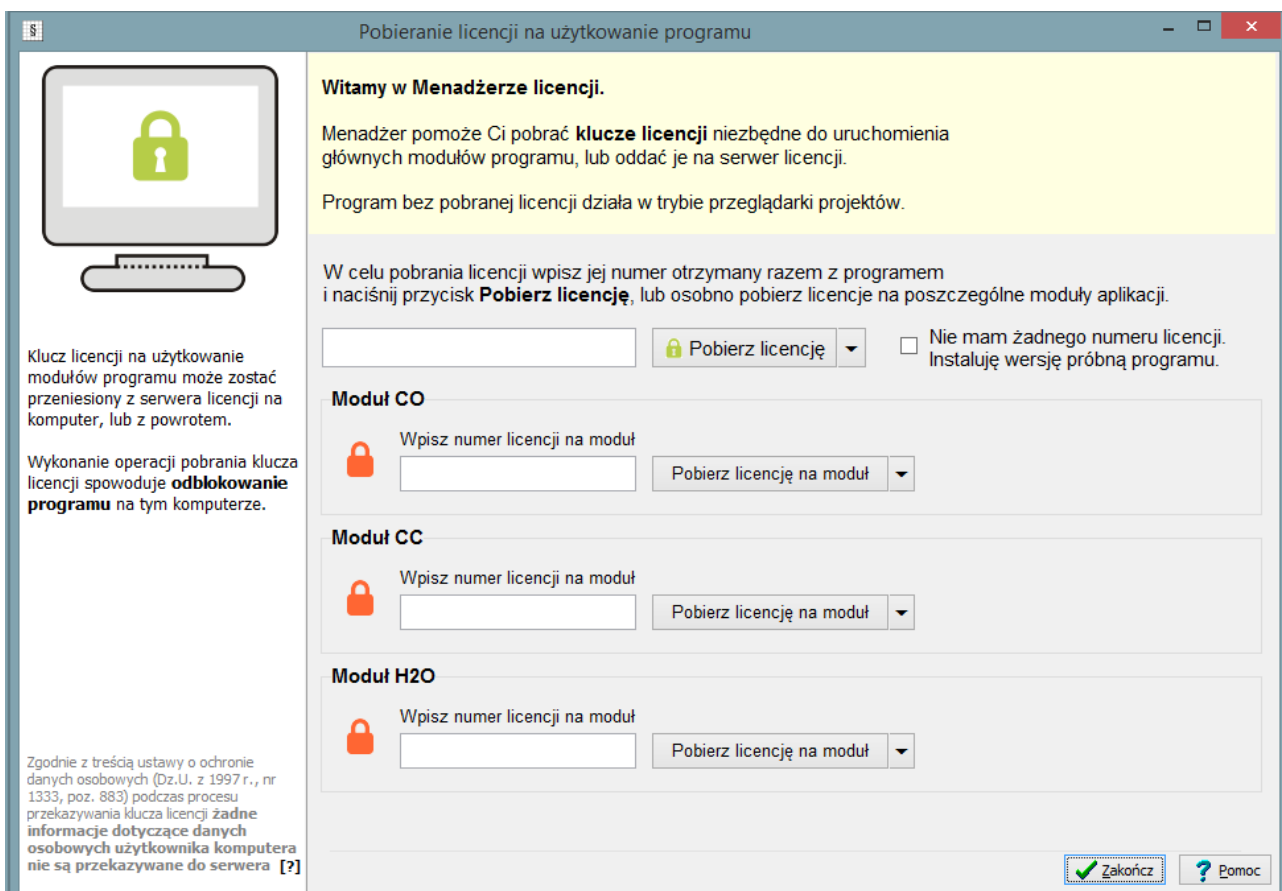 §
Pobieranie licencji na użytkowanie programu
Witamy w Menadżerze licencji.
Menadżer pomoże Ci pobrać klucze licencji niezbędne do uruchomienia
głównych modułów programu, lub oddać je na serwer licencji.
Program bez pobranej licencji działa w trybie przeglądarki projektów.
Klucz licencji na użytkowanie
modułów programu może zostać
przeniesiony z serwera licencji na
komputer, lub z powrotem.
Wykonanie operacji pobrania klucza
licencji spowoduje odblokowanie
programu na tym komputerze.
Zgodnie z treścią ustawy o ochronie
danych osobowych (Dz.U. z 1997 r., nr
1333, poz. 883) podczas procesu
przekazywania klucza licencji żadne
informacje dotyczące danych
osobowych użytkownika komputera
nie są przekazywane do serwera [?]
W celu pobrania licencji wpisz jej numer otrzymany razem z programem
i naciśnij przycisk Pobierz licencję, lub osobno pobierz licencje na poszczególne moduły aplikacji.
Pobierz licencję
Nie mam żadnego numeru licencji.
Instaluję wersję próbną programu.
Moduł CO
Wpisz numer licencji na moduł
Pobierz licencję na moduł
Moduł CC
Wpisz numer licencji na moduł
Pobierz licencję na moduł
Moduł H2O
Wpisz numer licencji na moduł
Pobierz licencję na moduł
Zakończ
? Pomoc